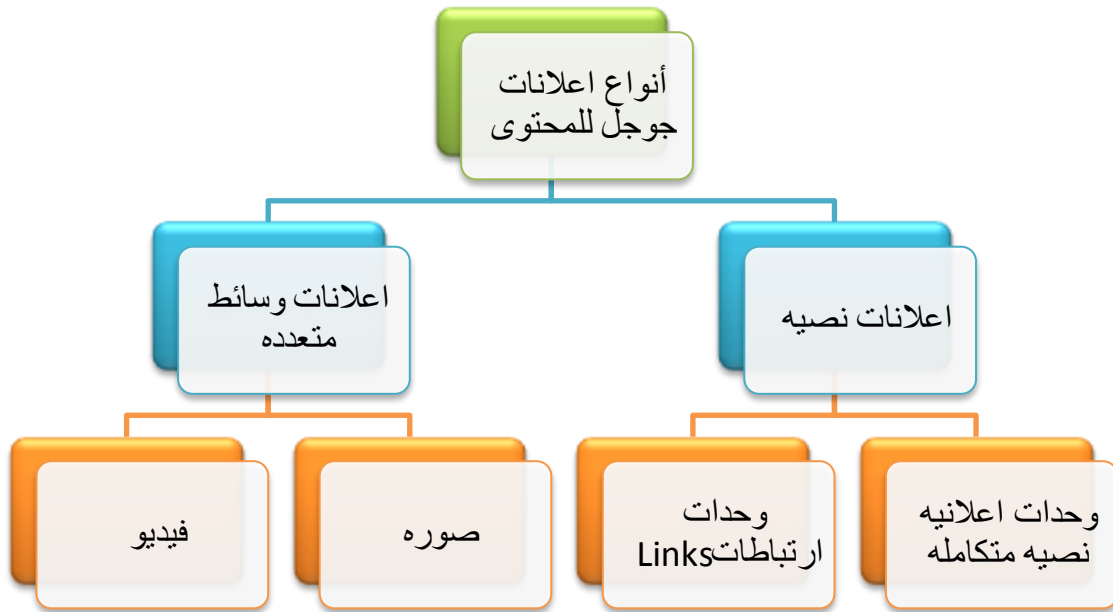 أنواع اعلانات
جوجل للمحتوى
اعلانات نصيه
اعلانات وسائط
متعدده
وحدات اعلانيه
نصيه متكامله
وحدات
ارتباطاتLinks
صوره
فيديو